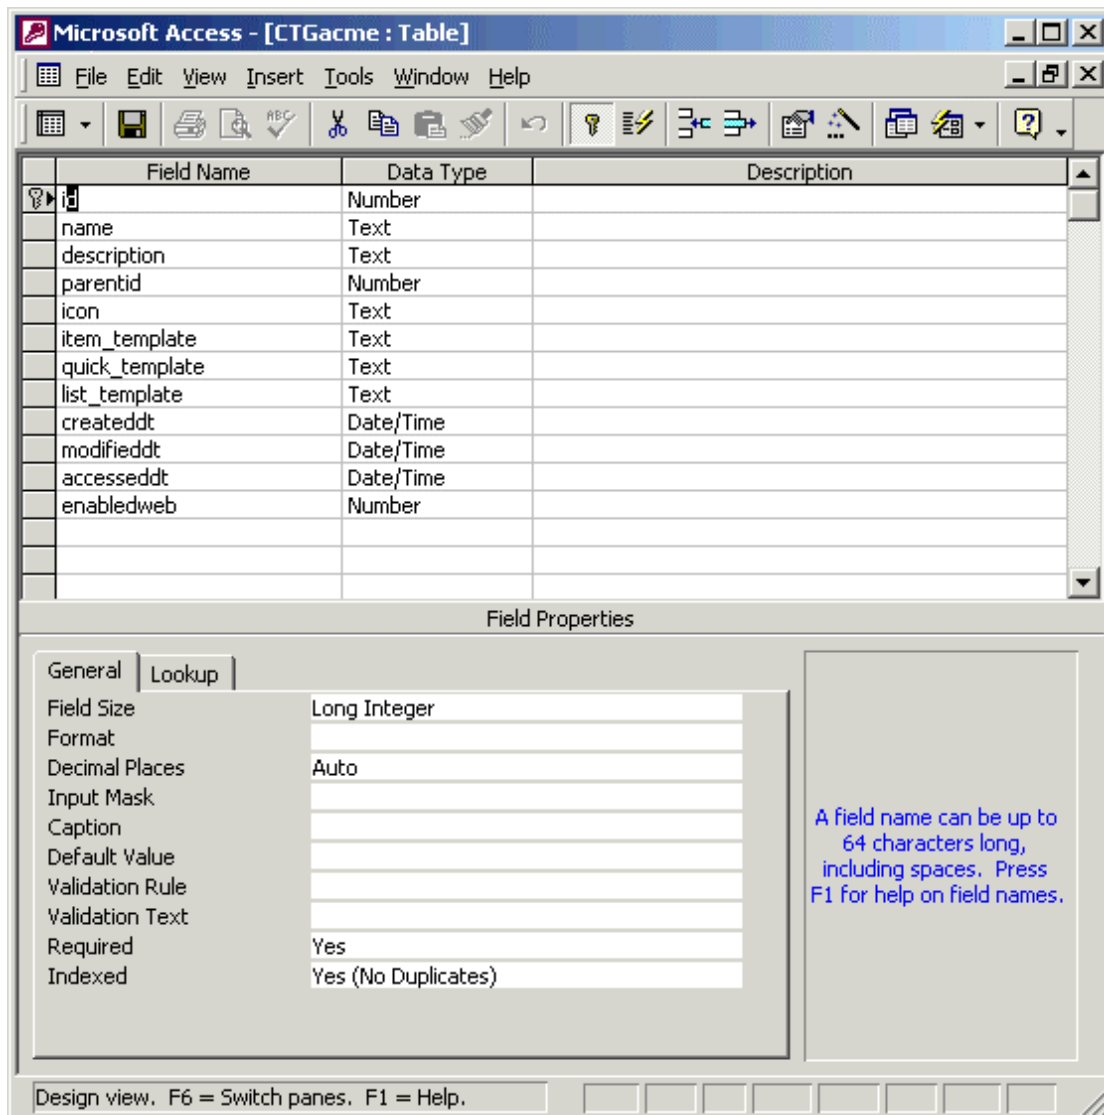 Microsoft Access - [CTGacme : Table]
File Edit View Insert Tools Window Help
ABC
Field Name Data Type Description
id Number
name Text
description Text
parentid Number
icon Text
item_template Text
quick_template Text
list_template Text
createddt Date/Time
modifieddt Date/Time
accesseddt Date/Time
enabledweb Number
Field Properties
General Lookup
Field Size Long Integer
Format
Decimal Places Auto
Input Mask
Caption
Default Value
Validation Rule
Validation Text
Required Yes
Indexed Yes (No Duplicates)
A field name can be up to
64 characters long,
including spaces. Press
F1 for help on field names.
Design view. F6 = Switch panes. F1 = Help.